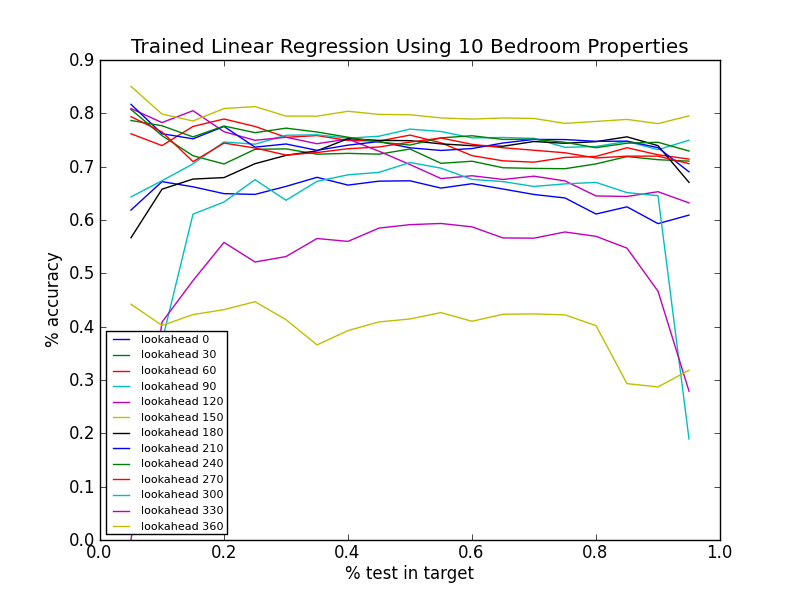 Trained Linear Regression Using 10 Bedroom Properties
% accuracy
0.9
0.8
0.7
0.6
0.5
0.4
0.3
0.2
0.1
0.0
lookahead 0
lookahead 30
lookahead 60
lookahead 90
lookahead 120
lookahead 150
lookahead 180
lookahead 210
lookahead 240
lookahead 270
lookahead 300
lookahead 330
lookahead 360
0.0 0.2 0.4 0.6 0.8 1.0
% test in target